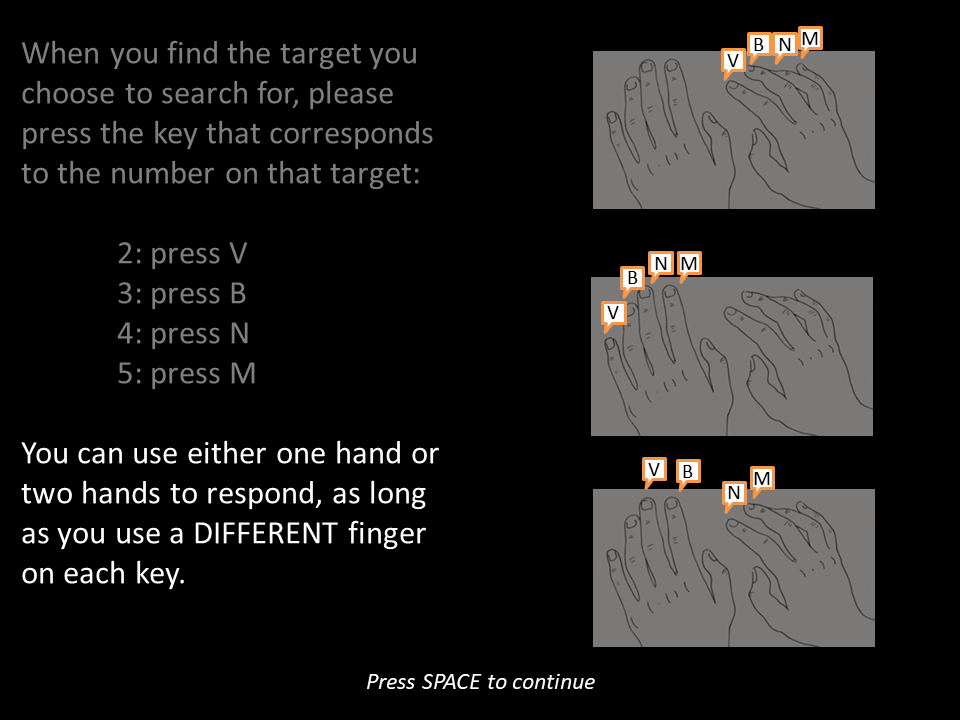 When you find the target you
choose to search for, please
press the key that corresponds
to the number on that target:
2: press V
3: press B
4: press N
5: press M
You can use either one hand or
two hands to respond, as long
as you use a DIFFERENT finger
on each key.
V B N M
V B N M
V B N M
Press SPACE to continue